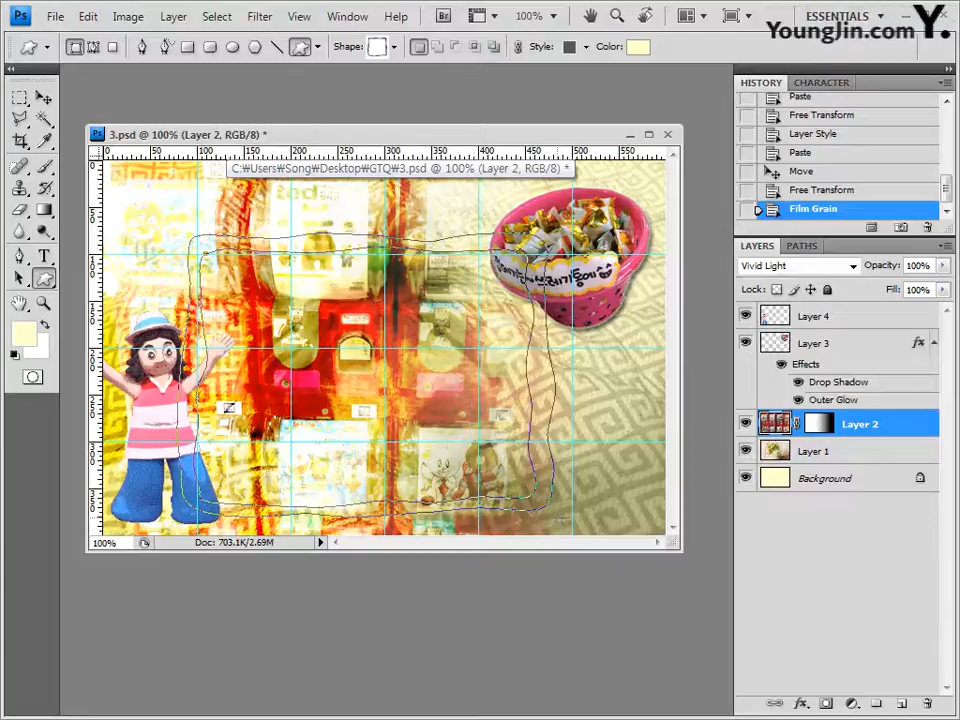 Ps File Edit Image Layer Select Filter View Window Help Br 100% ESSENTIALS
YoungJin.com Y.
Shape: Style: Color:
HISTORY CHARACTER
Paste
Free Transform
Layer Style
Paste
Move
Free Transform
Film Grain
3.psd @ 100% (Layer 2, RGB/8) *
0 50 100 150 200 250 300 350 400 450 500 550
C:₩Users₩Song₩Desktop₩GTQ₩3.psd @ 100% (Layer 2, RGB/8) *
LAYERS PATHS
Vivid Light Opacity: 100%
Lock: Fill: 100%
Layer 4
Layer 3 fx
Effects
Drop Shadow
Outer Glow
Layer 2
Layer 1
Background
100% Doc: 703.1K/2.69M